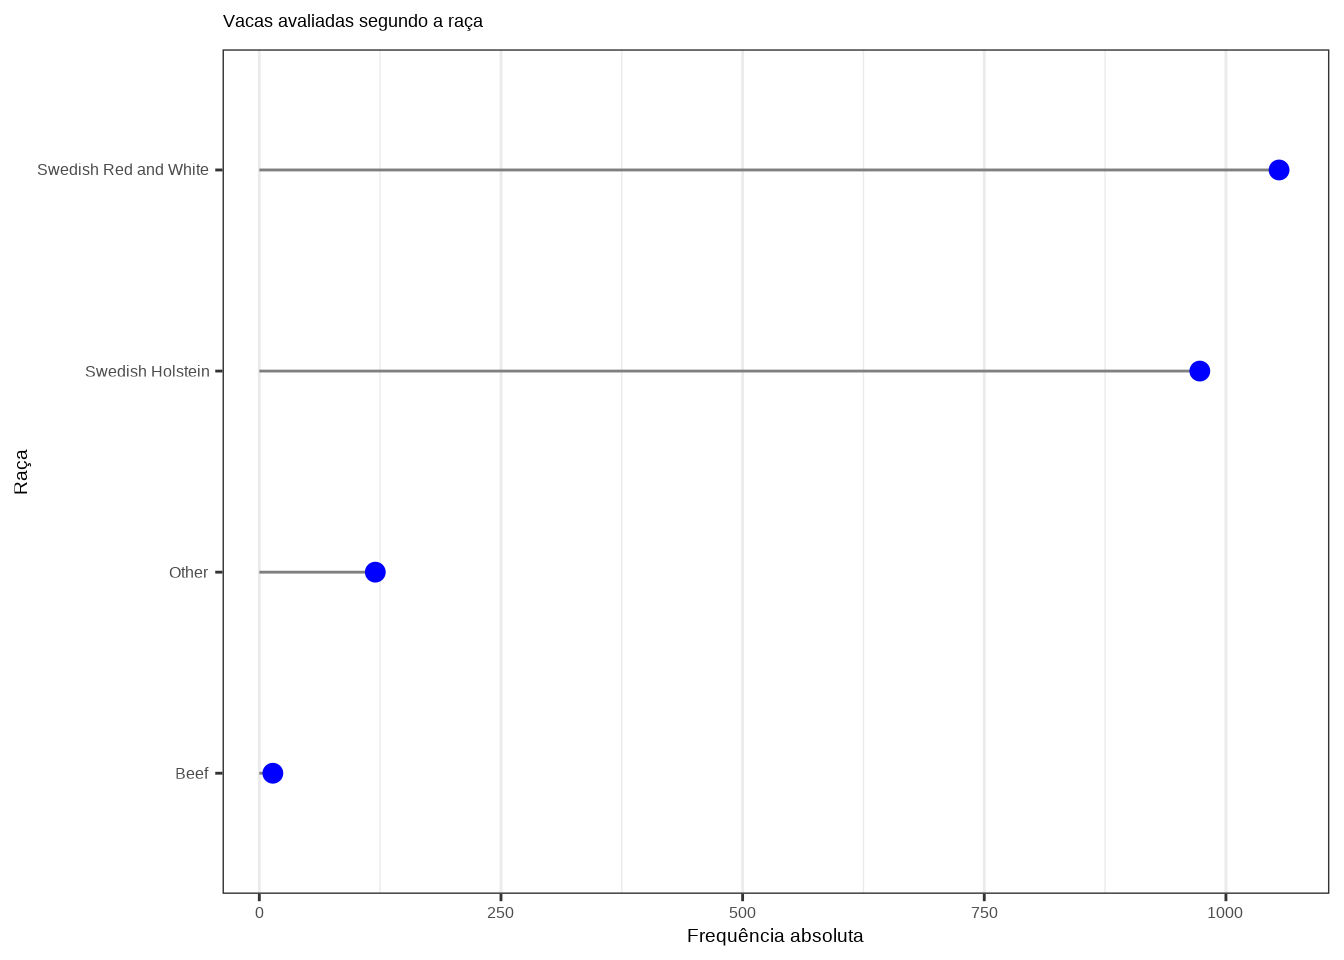 Vacas avaliadas segundo a raça
Raça
Swedish Red and White
Swedish Holstein
Other
Beef
0 250 500 750 1000
Frequência absoluta